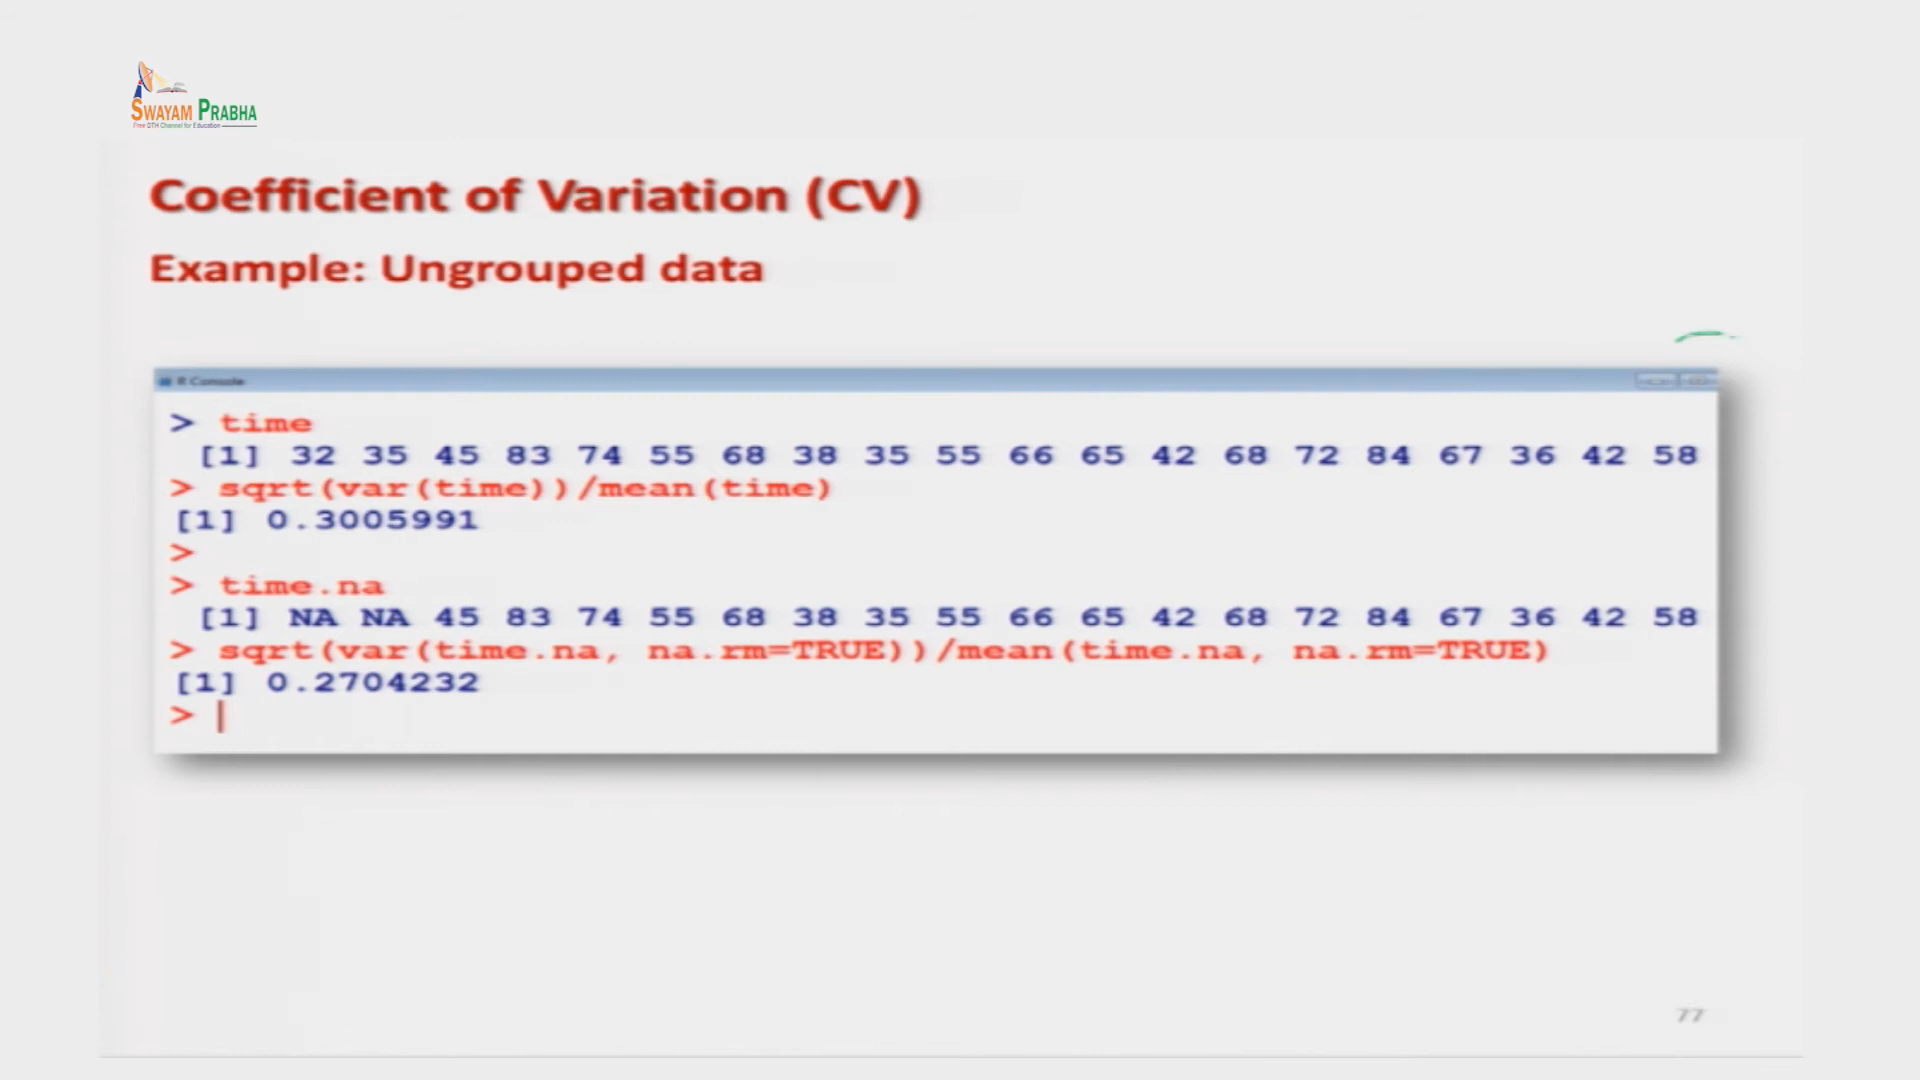 SWAYAM PRABHA
Free DTH Channel for Education
Coefficient of Variation (CV)
Example: Ungrouped data
R Console
> time
[1] 32 35 45 83 74 55 68 38 35 55 66 65 42 68 72 84 67 36 42 58
> sqrt(var(time))/mean(time)
[1] 0.3005991
>
> time.na
[1] NA NA 45 83 74 55 68 38 35 55 66 65 42 68 72 84 67 36 42 58
> sqrt(var(time.na, na.rm=TRUE))/mean(time.na, na.rm=TRUE)
[1] 0.2704232
>
77